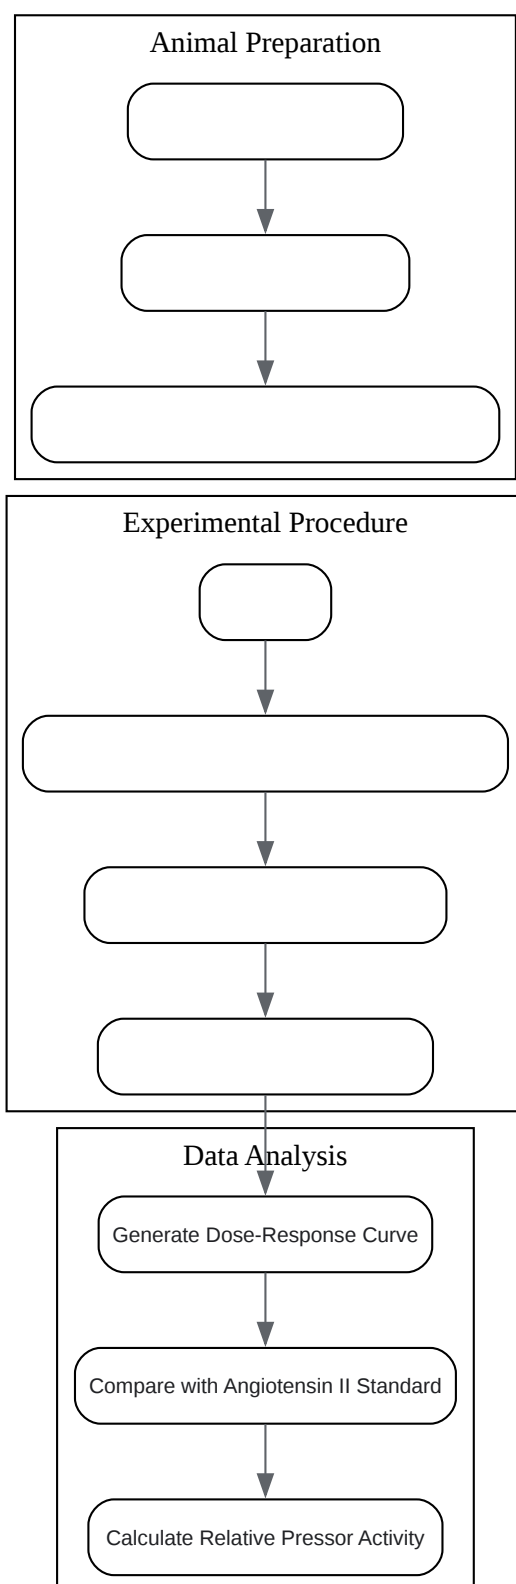 Animal Preparation
Experimental Procedure
Data Analysis
Generate Dose-Response Curve
Compare with Angiotensin II Standard
Calculate Relative Pressor Activity